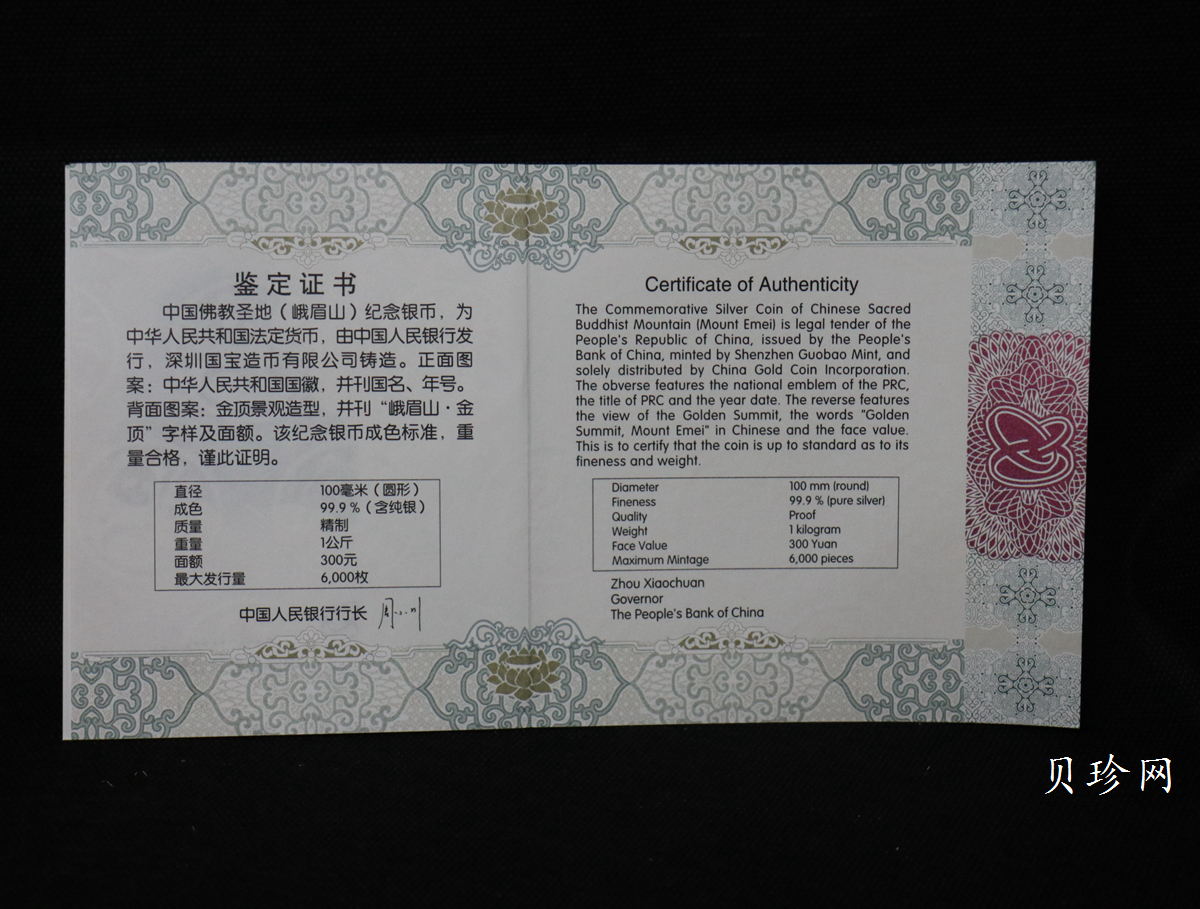 鉴定证书
中国佛教圣地（峨眉山）纪念银币，为
中华人民共和国法定货币，由中国人民银行发
行，深圳国宝造币有限公司铸造。正面图
案：中华人民共和国国徽，并刊国名、年号。
背面图案：金顶景观造型，并刊“峨眉山·金
顶”字样及面额。该纪念银币成色标准，重
量合格，谨此证明。
直径 100毫米（圆形）
成色 99.9％（含纯银）
质量 精制
重量 1公斤
面额 300元
最大发行量 6,000枚
中国人民银行行长
Certificate of Authenticity
The Commemorative Silver Coin of Chinese Sacred
Buddhist Mountain (Mount Emei) is legal tender of the
People's Republic of China, issued by the People's
Bank of China, minted by Shenzhen Guobao Mint, and
solely distributed by China Gold Coin Incorporation.
The obverse features the national emblem of the PRC,
the title of PRC and the year date. The reverse features
the view of the Golden Summit, the words "Golden
Summit, Mount Emei" in Chinese and the face value.
This is to certify that the coin is up to standard as to its
fineness and weight.
Diameter 100 mm (round)
Fineness 99.9 % (pure silver)
Quality Proof
Weight 1 kilogram
Face Value 300 Yuan
Maximum Mintage 6,000 pieces
Zhou Xiaochuan
Governor
The People's Bank of China
贝珍网